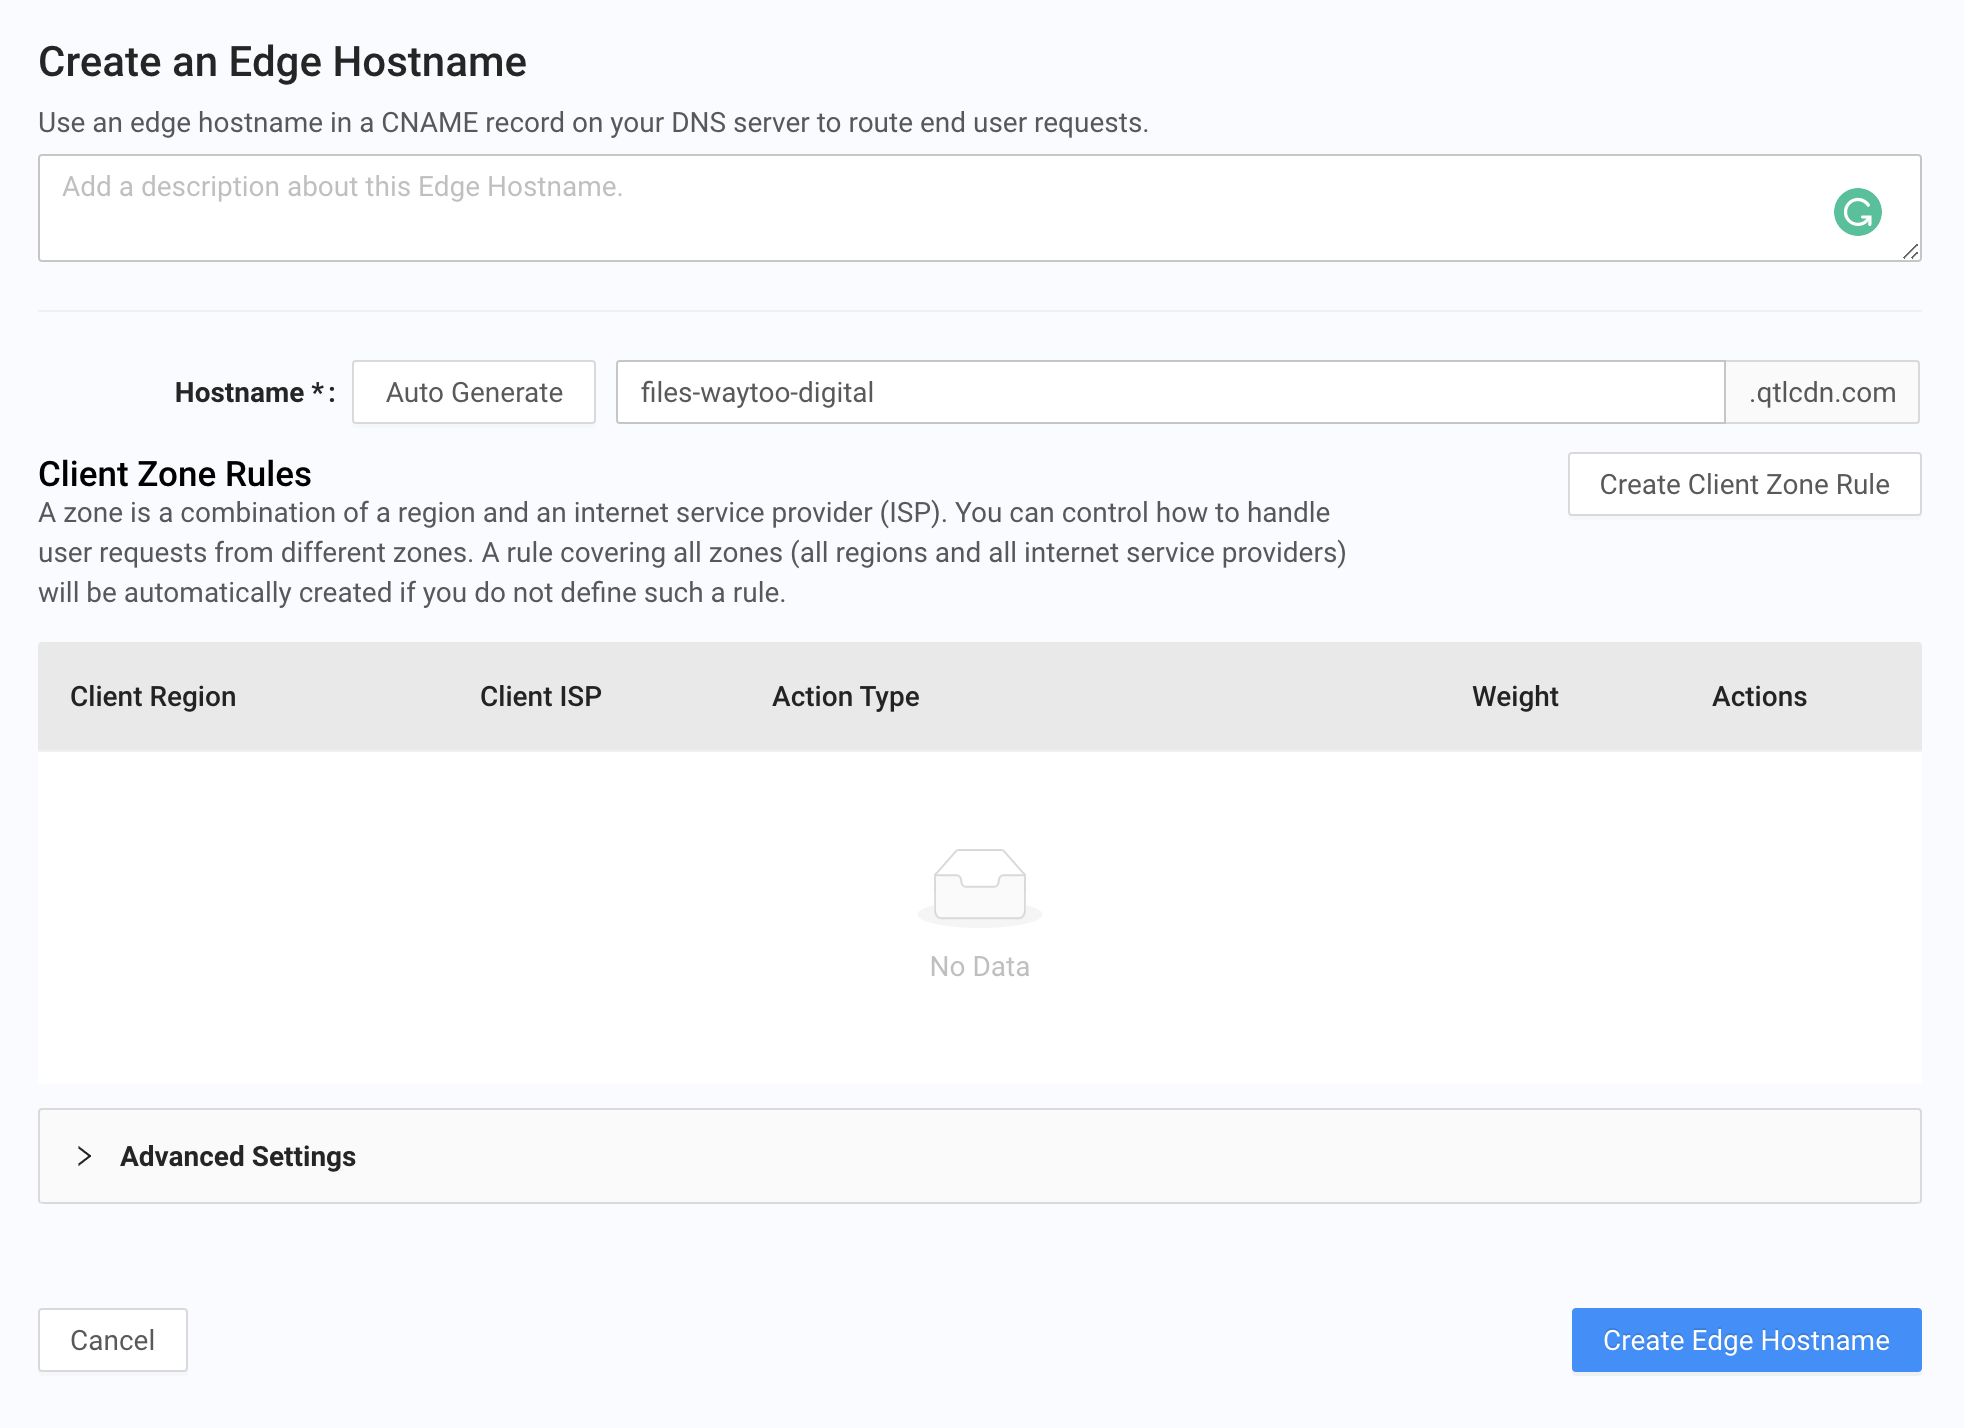 Create an Edge Hostname
Use an edge hostname in a CNAME record on your DNS server to route end user requests.
Add a description about this Edge Hostname.
Hostname * :
Auto Generate
files-waytoo-digital
.qtlcdn.com
Client Zone Rules
Create Client Zone Rule
A zone is a combination of a region and an internet service provider (ISP). You can control how to handle
user requests from different zones. A rule covering all zones (all regions and all internet service providers)
will be automatically created if you do not define such a rule.
Client Region
Client ISP
Action Type
Weight
Actions
No Data
Advanced Settings
Cancel
Create Edge Hostname